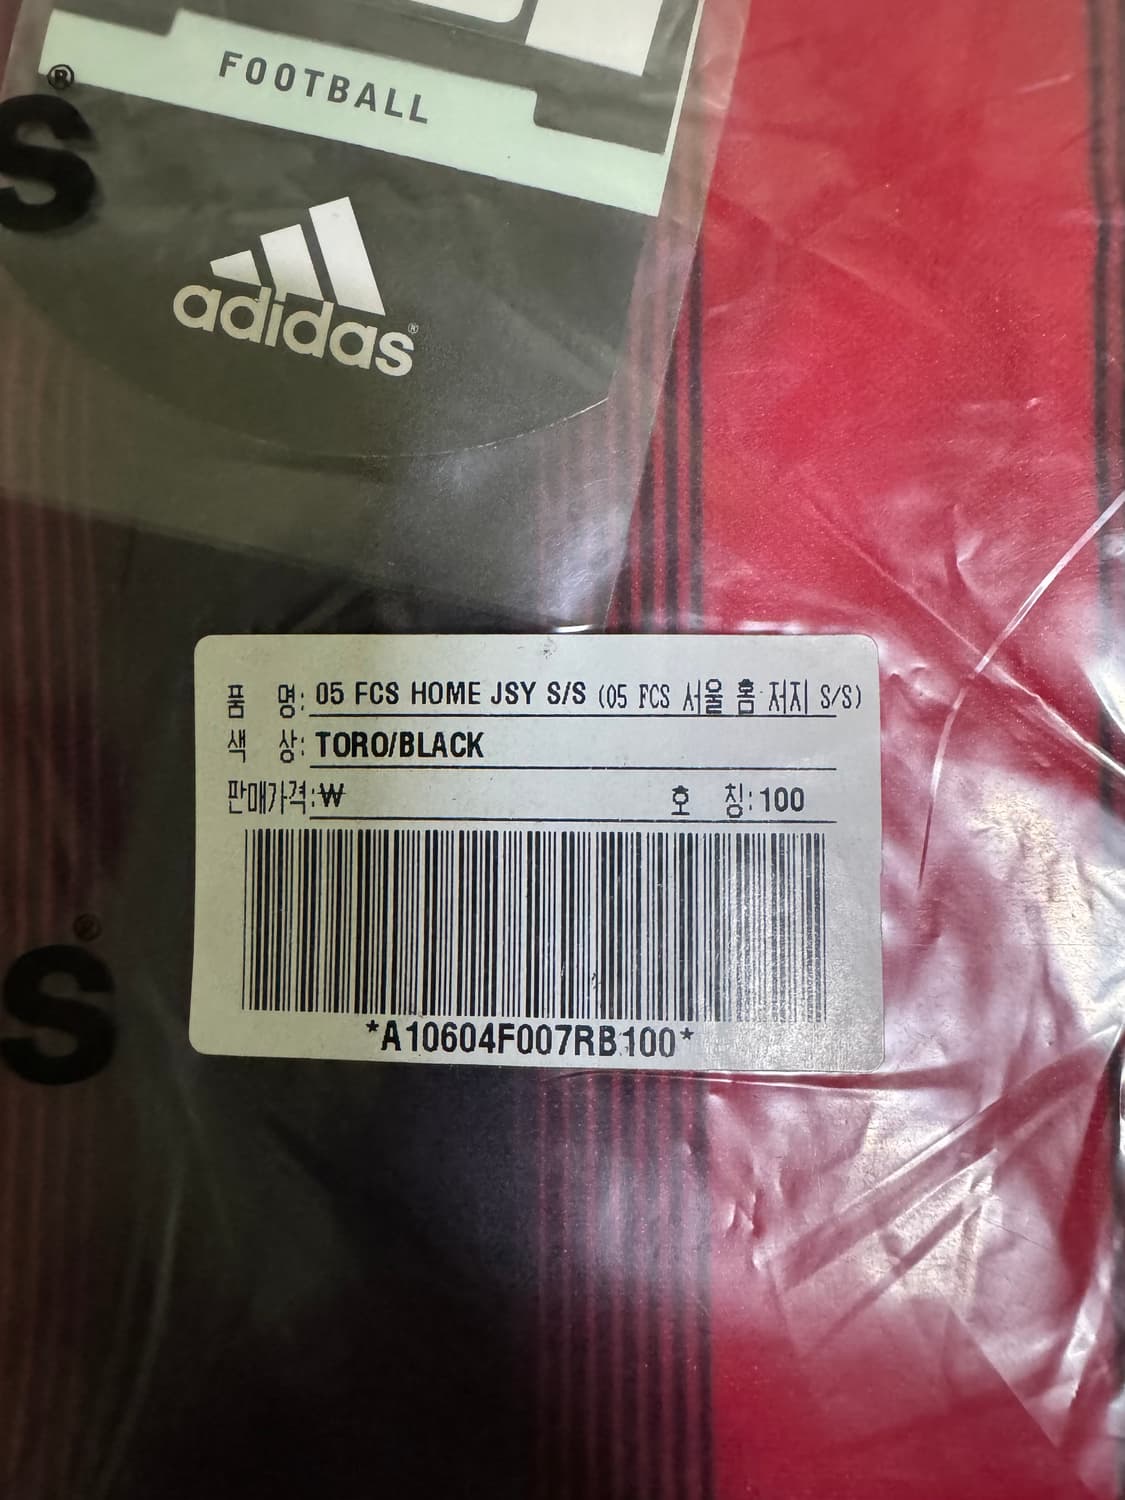 FOOTBALL
®
S
adidas®
품 명: 05 FCS HOME JSY S/S (05 FCS 서울 홈 저지 S/S)
색 상: TORO/BLACK
판매가격:₩ 호 칭:100
*A10604F007RB100*
®
S